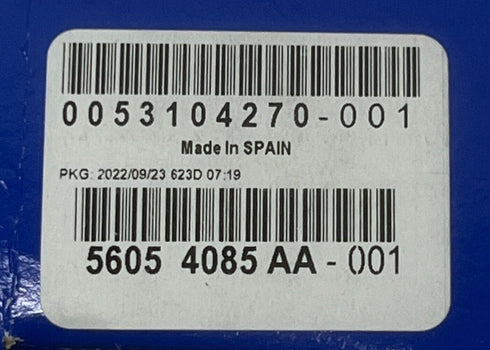 0053104270-001
Made In SPAIN
PKG: 2022/09/23 623D 07:19
5605 4085 AA - 001